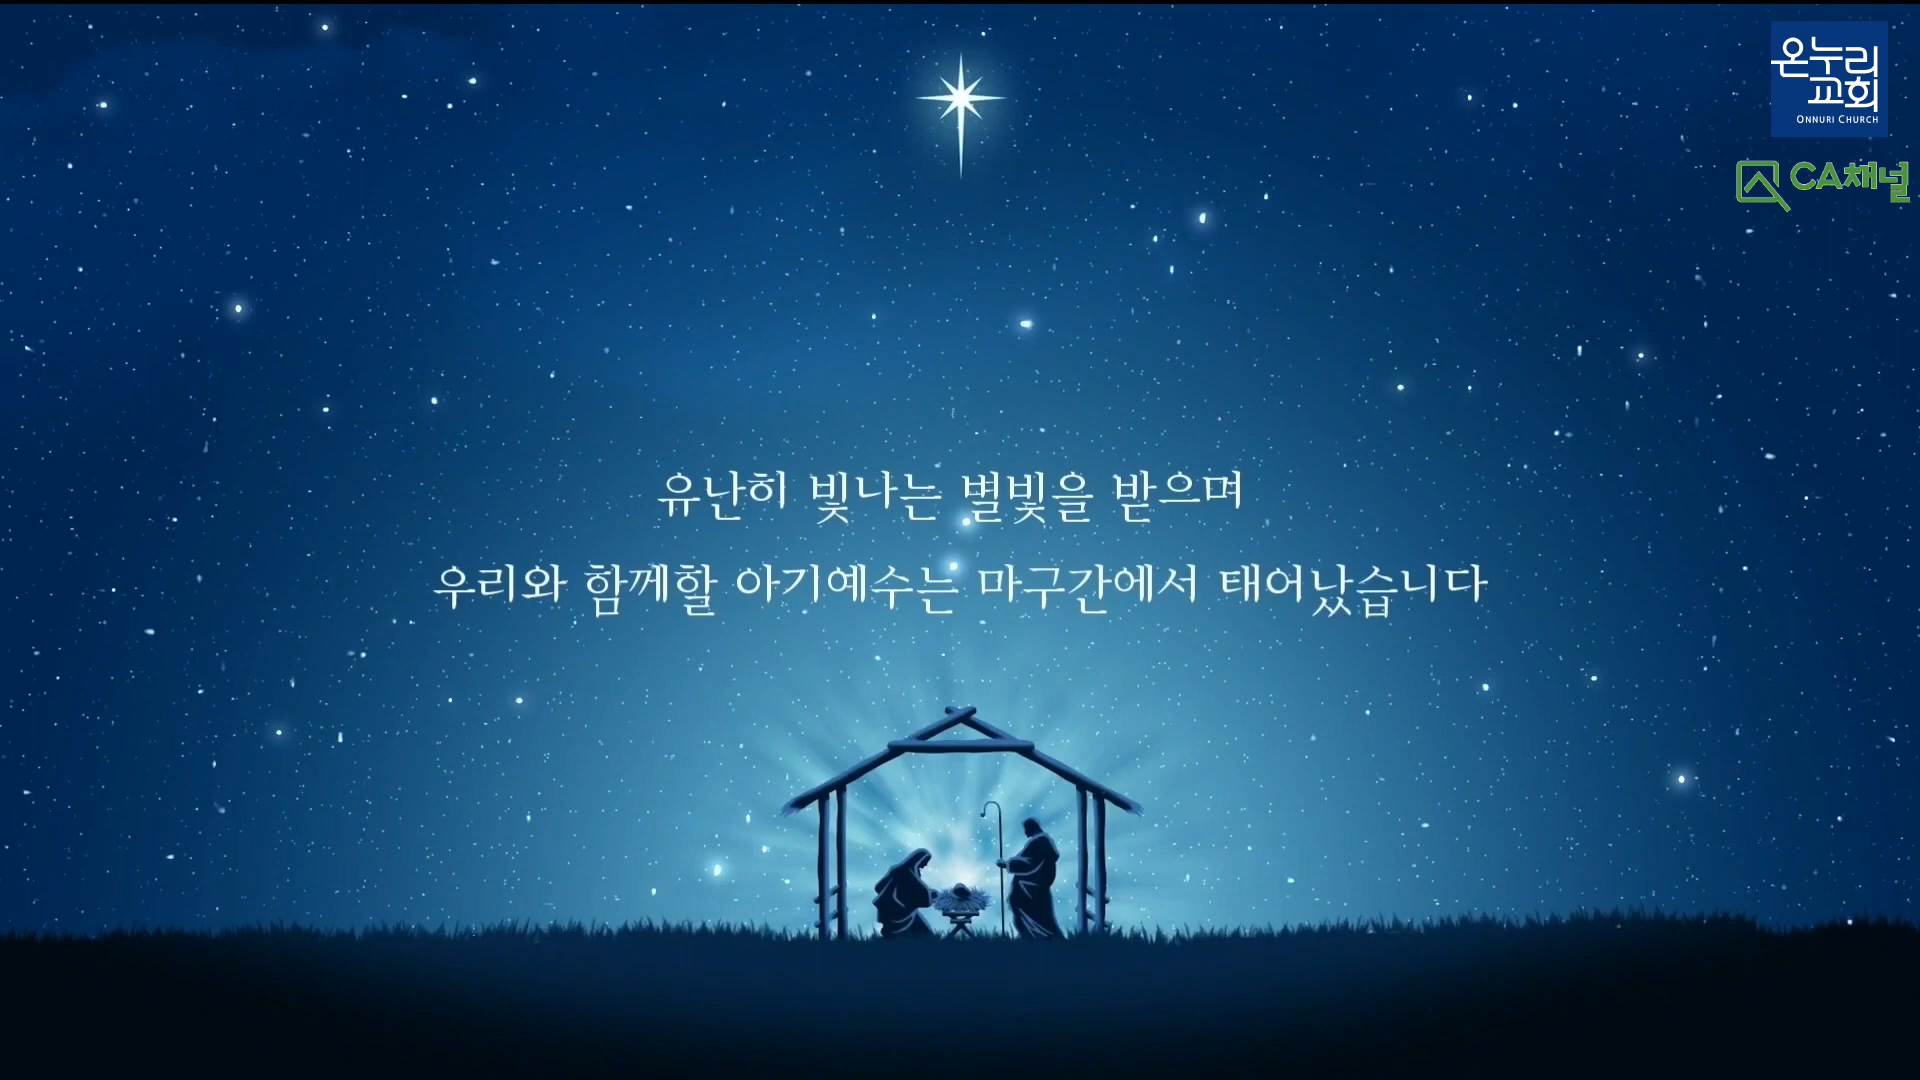 온누리
교회
ONNURI CHURCH
CA채널
유난히 빛나는 별빛을 받으며
우리와 함께할 아기예수는 마구간에서 태어났습니다